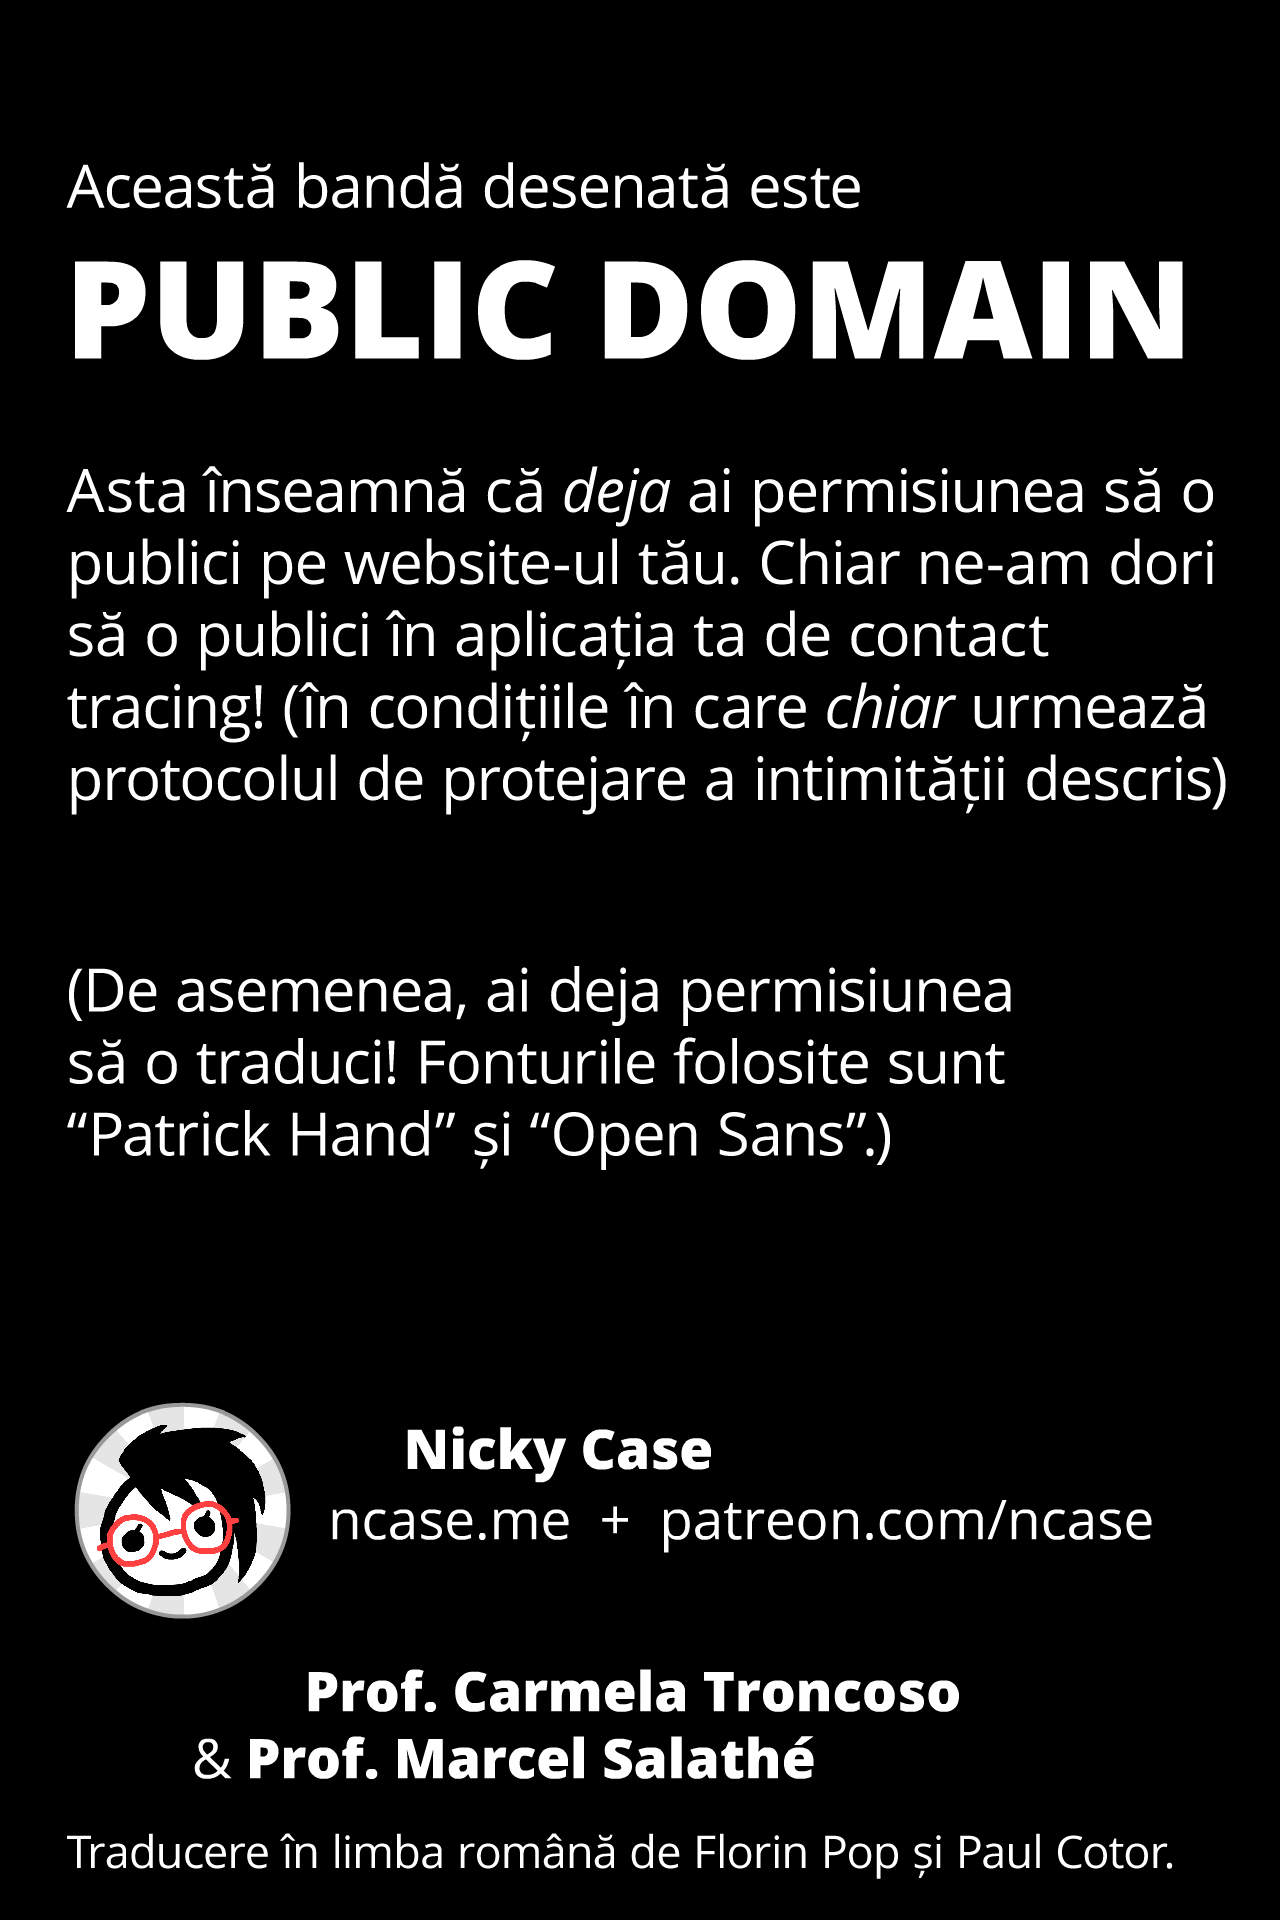 Această bandă desenată este
PUBLIC DOMAIN
Asta înseamnă că deja ai permisiunea să o
publici pe website-ul tău. Chiar ne-am dori
să o publici în aplicația ta de contact
tracing! (în condițiile în care chiar urmează
protocolul de protejare a intimității descris)
(De asemenea, ai deja permisiunea
să o traduci! Fonturile folosite sunt
“Patrick Hand” și “Open Sans”.)
Nicky Case
ncase.me + patreon.com/ncase
Prof. Carmela Troncoso
& Prof. Marcel Salathé
Traducere în limba română de Florin Pop și Paul Cotor.